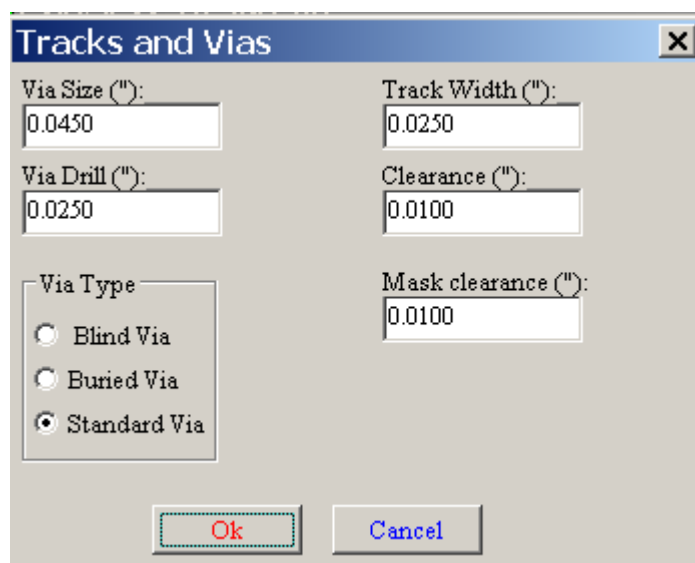 Tracks and Vias
Via Size ("):
0.0450
Track Width ("):
0.0250
Via Drill ("):
0.0250
Clearance ("):
0.0100
Via Type
Blind Via
Buried Via
Standard Via
Mask clearance ("):
0.0100
Ok
Cancel